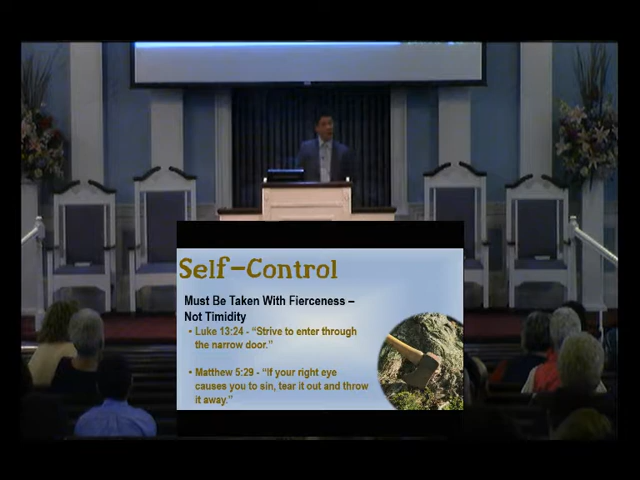 Self-Control
Must Be Taken With Fierceness –
Not Timidity
• Luke 13:24 - “Strive to enter through
the narrow door.”
• Matthew 5:29 - “If your right eye
causes you to sin, tear it out and throw
it away.”